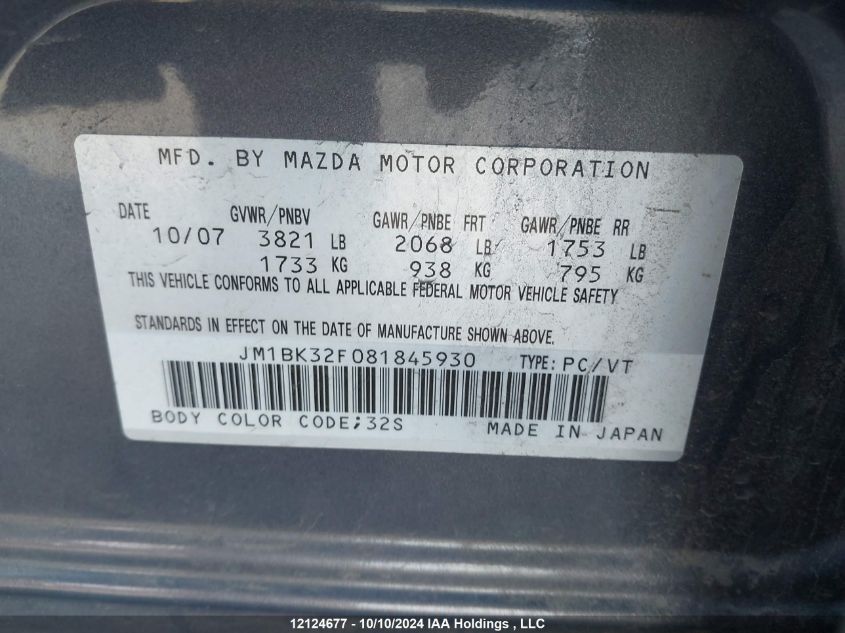 MFD. BY MAZDA MOTOR CORPORATION
DATE GVWR/PNBV GAWR/PNBE FRT GAWR/PNBE RR
10/07 3821 LB 2068 LB 1753 LB
1733 KG 938 KG 795 KG
THIS VEHICLE CONFORMS TO ALL APPLICABLE FEDERAL MOTOR VEHICLE SAFETY
STANDARDS IN EFFECT ON THE DATE OF MANUFACTURE SHOWN ABOVE.
JM1BK32F081845930 TYPE: PC/VT
BODY COLOR CODE;32S MADE IN JAPAN
12124677 - 10/10/2024 IAA Holdings , LLC